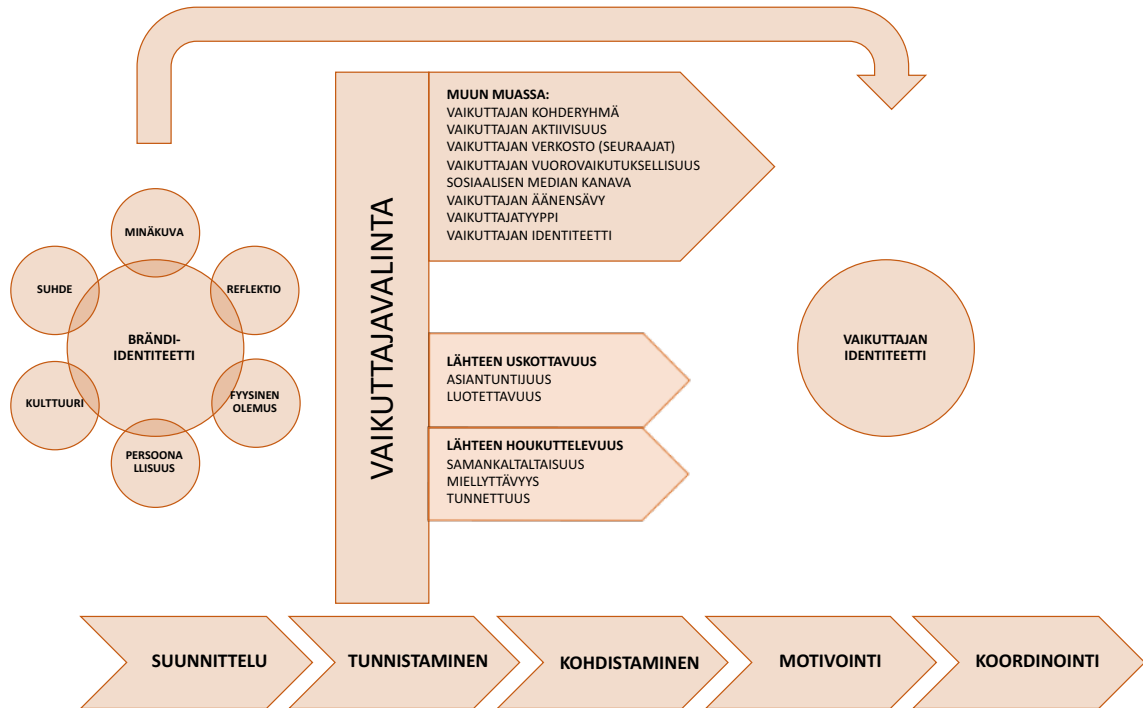 MINÄKUVA
SUHDE
REFLEKTIO
BRÄNDI-
IDENTITEETTI
KULTTUURI
FYYSINEN
OLEMUS
PERSOONA
LLISUUS
VAIKUTTAJAVALINTA
MUUN MUASSA:
VAIKUTTAJAN KOHDERYHMÄ
VAIKUTTAJAN AKTIIVISUUS
VAIKUTTAJAN VERKOSTO (SEURAAJAT)
VAIKUTTAJAN VUOROVAIKUTUKSELLISUUS
SOSIAALISEN MEDIAN KANAVA
VAIKUTTAJAN ÄÄNENSÄVY
VAIKUTTAJATYYPPI
VAIKUTTAJAN IDENTITEETTI
LÄHTEEN USKOTTAVUUS
ASIANTUNTIJUUS
LUOTETTAVUUS
LÄHTEEN HOUKUTTELEVUUS
SAMANKALTALTAISUUS
MIELLYTTÄVYYS
TUNNETTUUS
VAIKUTTAJAN
IDENTITEETTI
SUUNNITTELU
TUNNISTAMINEN
KOHDISTAMINEN
MOTIVOINTI
KOORDINOINTI